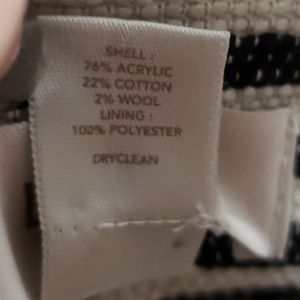 SHELL :
76% ACRYLIC
22% COTTON
2% WOOL
LINING :
100% POLYESTER
DRYCLEAN